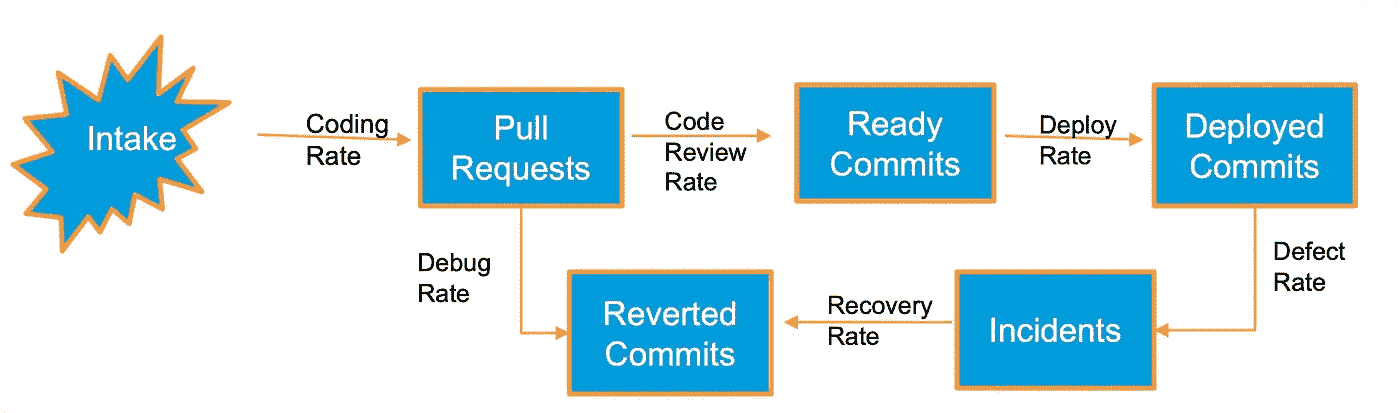 Intake
Coding
Rate
Pull
Requests
Code
Review
Rate
Ready
Commits
Deploy
Rate
Deployed
Commits
Debug
Rate
Reverted
Commits
Recovery
Rate
Incidents
Defect
Rate